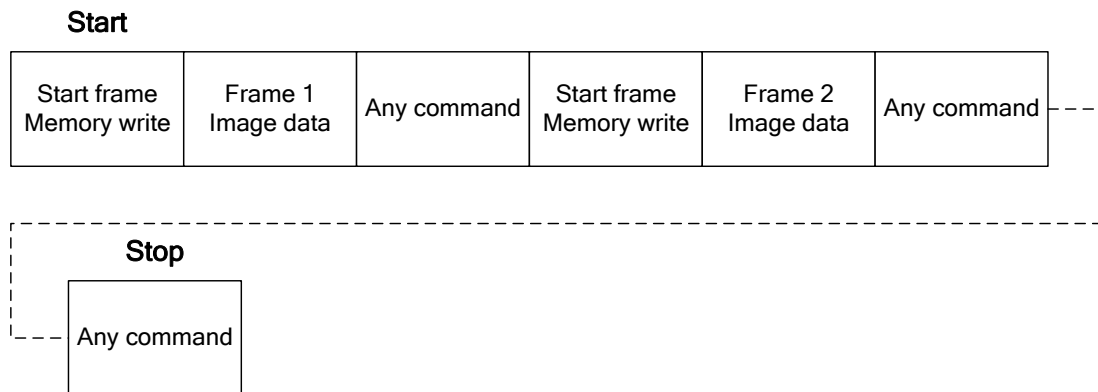 Start
Start frame
Memory write
Frame 1
Image data
Any command
Start frame
Memory write
Frame 2
Image data
Any command
Stop
Any command